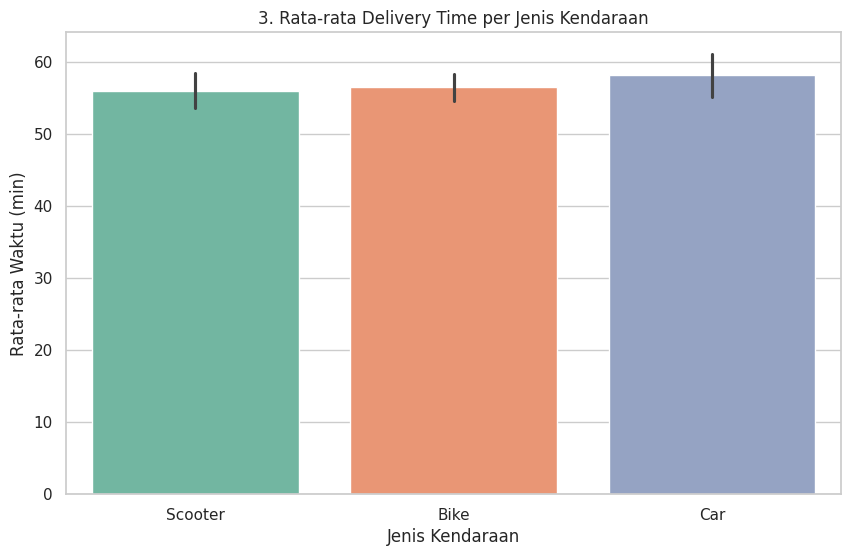 3. Rata-rata Delivery Time per Jenis Kendaraan
Rata-rata Waktu (min)
60
50
40
30
20
10
0
Scooter
Bike
Car
Jenis Kendaraan